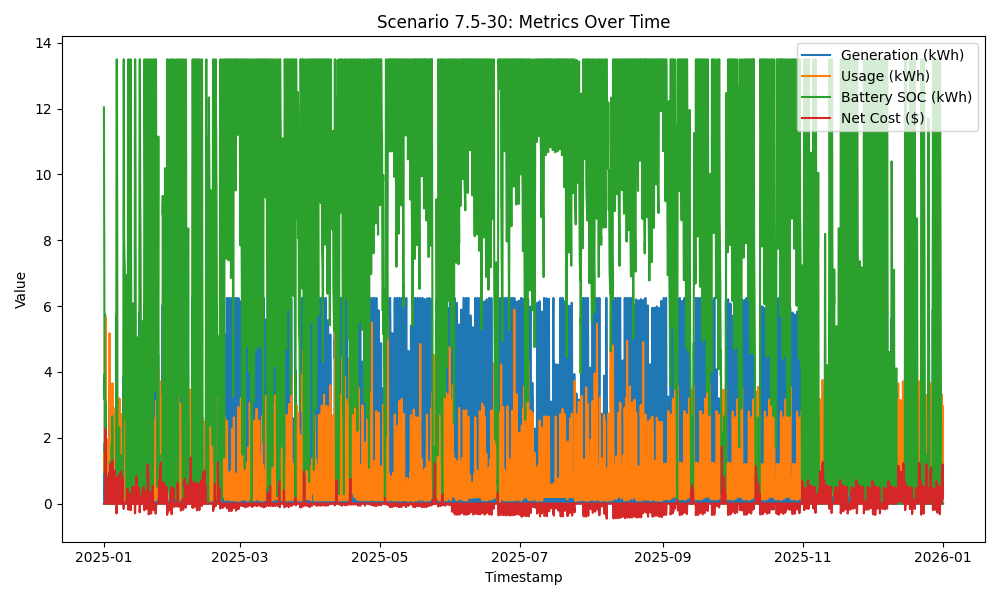 Scenario 7.5-30: Metrics Over Time
Generation (kWh)
Usage (kWh)
Battery SOC (kWh)
Net Cost ($)
Value
14
12
10
8
6
4
2
0
2025-01
2025-03
2025-05
2025-07
2025-09
2025-11
2026-01
Timestamp